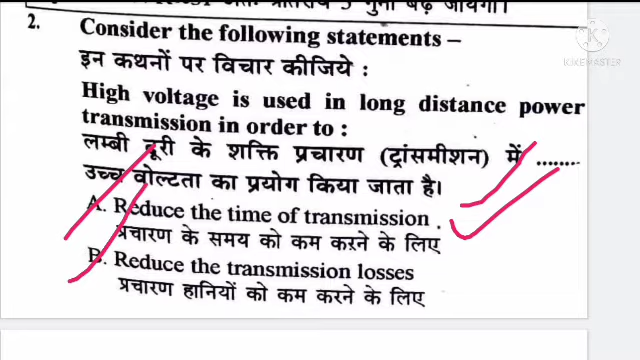 2. Consider the following statements –
इन कथनों पर विचार कीजिये :
High voltage is used in long distance power
transmission in order to :
लम्बी दूरी के शक्ति प्रचारण (ट्रांसमीशन) में ........
उच्च वोल्टता का प्रयोग किया जाता है।
A. Reduce the time of transmission .
प्रचारण के समय को कम करने के लिए
B. Reduce the transmission losses
प्रचारण हानियों को कम करने के लिए
KINEMASTER